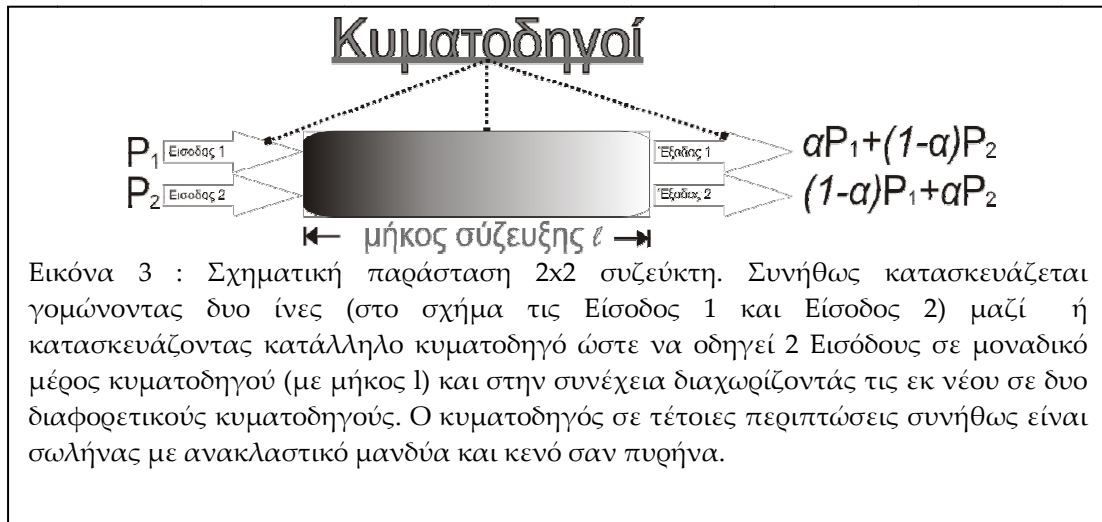 Κυματοδηγοί
P₁ Εισοδος 1 Έξοδος 1 αP₁+(1-α)P₂
P₂ Εισοδος 2 Έξοδος 2 (1-α)P₁+αP₂
μήκος σύζευξης ℓ
Εικόνα 3 : Σχηματική παράσταση 2x2 συζεύκτη. Συνήθως κατασκευάζεται
γομώνοντας δυο ίνες (στο σχήμα τις Είσοδος 1 και Είσοδος 2) μαζί ή
κατασκευάζοντας κατάλληλο κυματοδηγό ώστε να οδηγεί 2 Εισόδους σε μοναδικό
μέρος κυματοδηγού (με μήκος l) και στην συνέχεια διαχωρίζοντάς τις εκ νέου σε δυο
διαφορετικούς κυματοδηγούς. Ο κυματοδηγός σε τέτοιες περιπτώσεις συνήθως είναι
σωλήνας με ανακλαστικό μανδύα και κενό σαν πυρήνα.